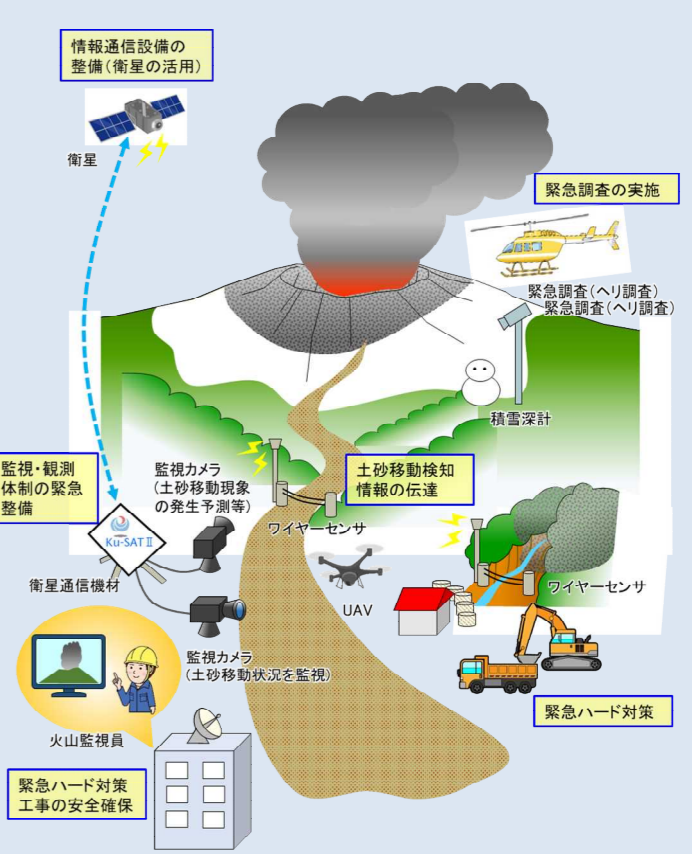 情報通信設備の
整備(衛星の活用)
衛星
緊急調査の実施
緊急調査(ヘリ調査)
緊急調査(ヘリ調査)
積雪深計
監視・観測
体制の緊急
整備
監視カメラ
(土砂移動現象
の発生予測等)
土砂移動検知
情報の伝達
ワイヤーセンサ
Ku-SATⅡ
衛星通信機材
UAV
ワイヤーセンサ
監視カメラ
(土砂移動状況を監視)
緊急ハード対策
火山監視員
緊急ハード対策
工事の安全確保